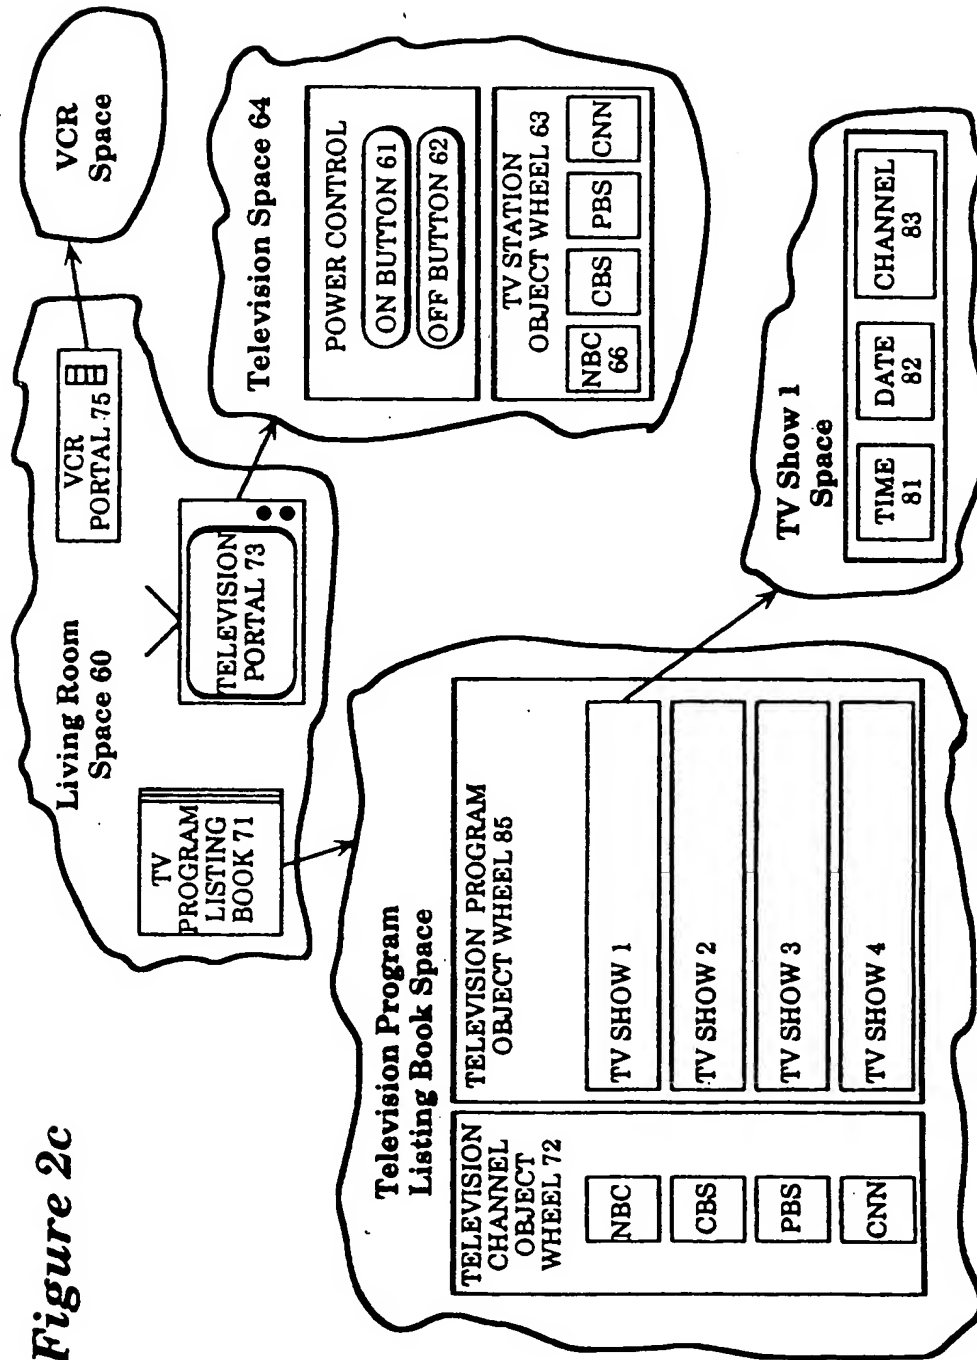 Figure 2c
Living Room
Space 60
TV
PROGRAM
LISTING
BOOK 71
TELEVISION
PORTAL 73
VCR
PORTAL 75
VCR
Space
Television Space 64
POWER CONTROL
ON BUTTON 61
OFF BUTTON 62
TV STATION
OBJECT WHEEL 63
NBC
66
CBS
PBS
CNN
Television Program
Listing Book Space
TELEVISION
CHANNEL
OBJECT
WHEEL 72
NBC
CBS
PBS
CNN
TELEVISION PROGRAM
OBJECT WHEEL 85
TV SHOW 1
TV SHOW 2
TV SHOW 3
TV SHOW 4
TV Show 1
Space
TIME
81
DATE
82
CHANNEL
83